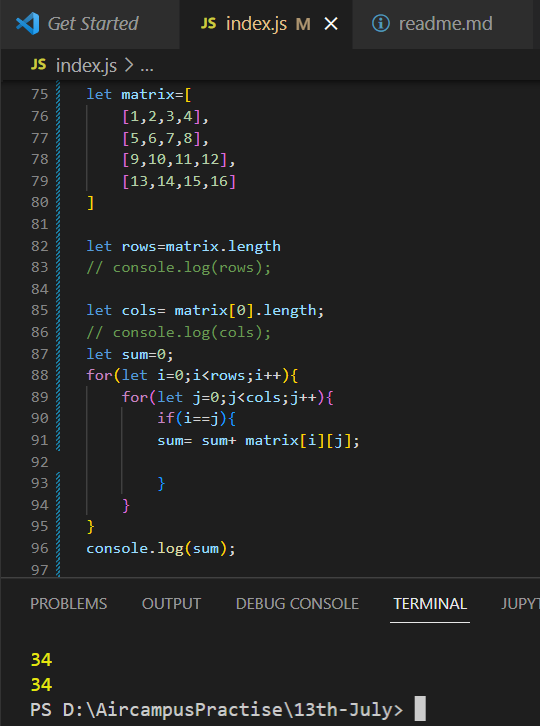 Get Started JS index.js M × readme.md
JS index.js > ...
75 let matrix=[
76 [1,2,3,4],
77 [5,6,7,8],
78 [9,10,11,12],
79 [13,14,15,16]
80 ]
81
82 let rows=matrix.length
83 // console.log(rows);
84
85 let cols= matrix[0].length;
86 // console.log(cols);
87 let sum=0;
88 for(let i=0;i<rows;i++){
89 for(let j=0;j<cols;j++){
90 if(i==j){
91 sum= sum+ matrix[i][j];
92
93 }
94 }
95 }
96 console.log(sum);
97
PROBLEMS OUTPUT DEBUG CONSOLE TERMINAL JUPYT
34
34
PS D:\AircampusPractise\13th-July>